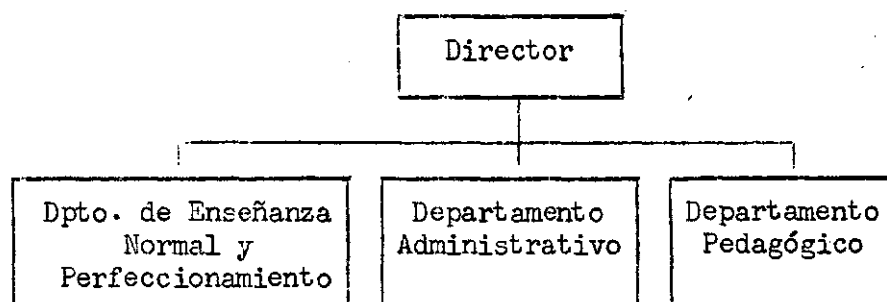 Director
Dpto. de Enseñanza
Normal y
Perfeccionamiento
Departamento
Administrativo
Departamento
Pedagógico